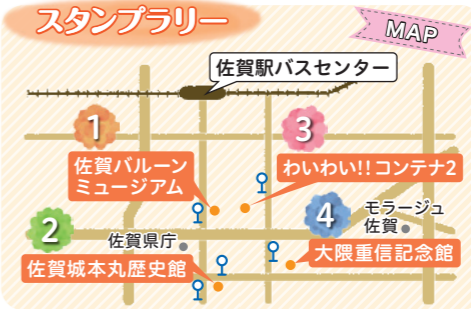 スタンプラリー
MAP
佐賀駅バスセンター
1
佐賀バルーン
ミュージアム
3
わいわい!!コンテナ2
2
佐賀県庁
佐賀城本丸歴史館
4
モラージュ
佐賀
大隈重信記念館